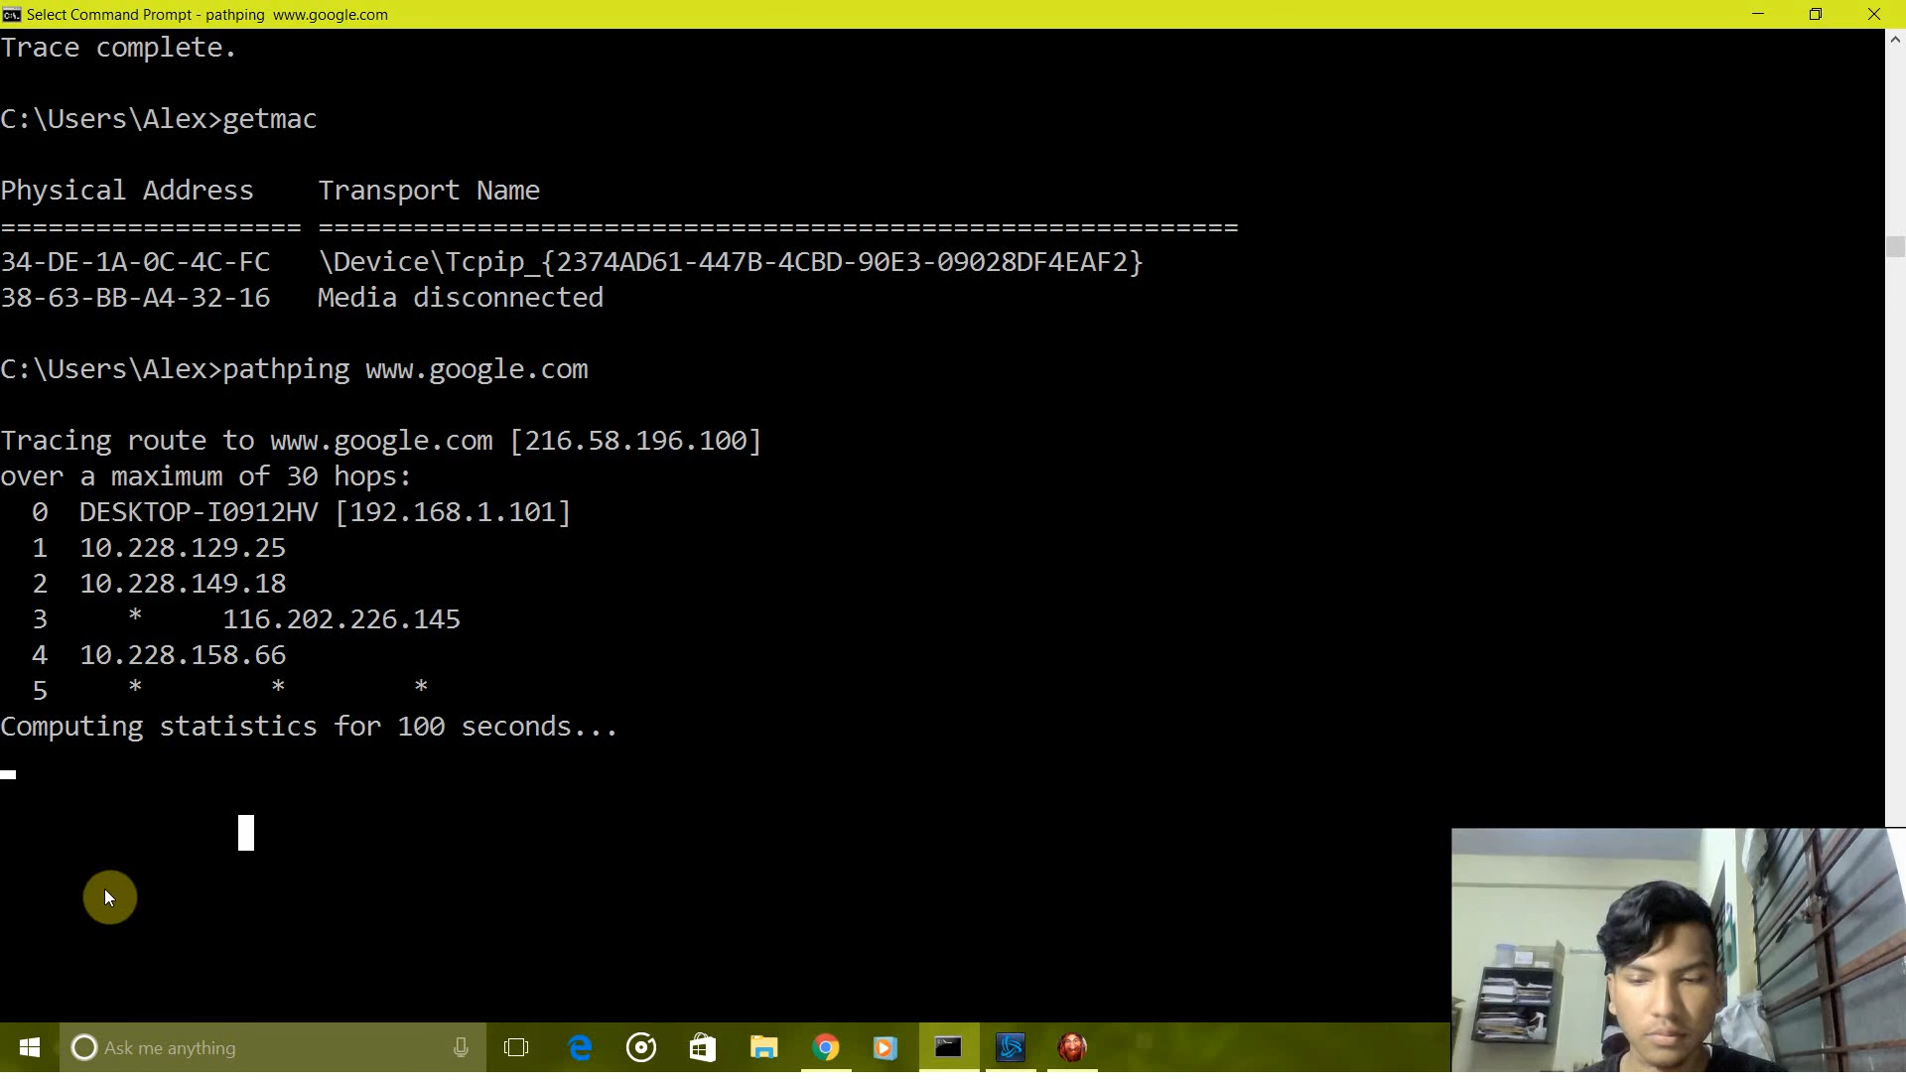 Select Command Prompt - pathping www.google.com
Trace complete.
C:\Users\Alex>getmac
Physical Address    Transport Name
=================== ==========================================================
34-DE-1A-0C-4C-FC   \Device\Tcpip_{2374AD61-447B-4CBD-90E3-09028DF4EAF2}
38-63-BB-A4-32-16   Media disconnected
C:\Users\Alex>pathping www.google.com
Tracing route to www.google.com [216.58.196.100]
over a maximum of 30 hops:
  0  DESKTOP-I0912HV [192.168.1.101]
  1  10.228.129.25
  2  10.228.149.18
  3     *     116.202.226.145
  4  10.228.158.66
  5     *        *        *
Computing statistics for 100 seconds...
Ask me anything